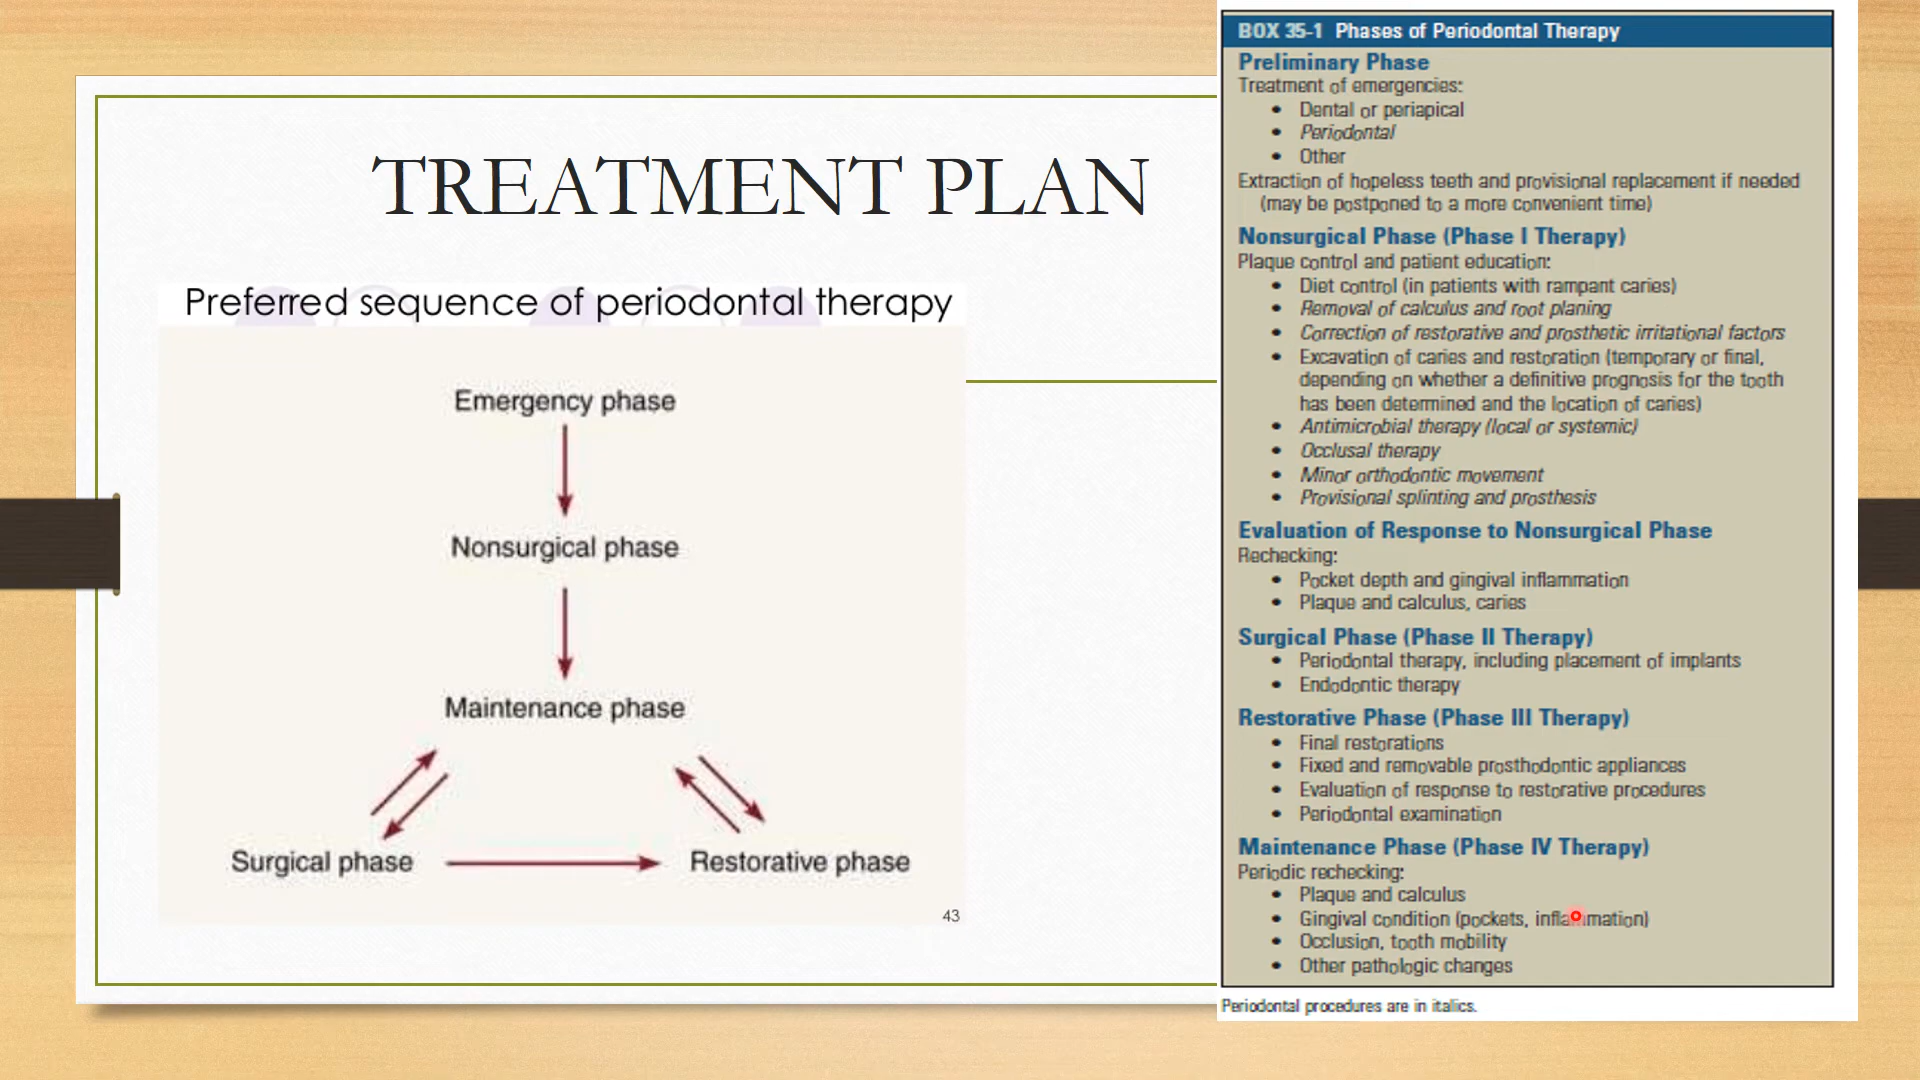 TREATMENT PLAN
Preferred sequence of periodontal therapy
Emergency phase
Nonsurgical phase
Maintenance phase
Surgical phase
Restorative phase
43
BOX 35-1 Phases of Periodontal Therapy
Preliminary Phase
Treatment of emergencies:
• Dental or periapical
• Periodontal
• Other
Extraction of hopeless teeth and provisional replacement if needed
(may be postponed to a more convenient time)
Nonsurgical Phase (Phase I Therapy)
Plaque control and patient education:
• Diet control (in patients with rampant caries)
• Removal of calculus and root planing
• Correction of restorative and prosthetic irritational factors
• Excavation of caries and restoration (temporary or final,
depending on whether a definitive prognosis for the tooth
has been determined and the location of caries)
• Antimicrobial therapy (local or systemic)
• Occlusal therapy
• Minor orthodontic movement
• Provisional splinting and prosthesis
Evaluation of Response to Nonsurgical Phase
Rechecking:
• Pocket depth and gingival inflammation
• Plaque and calculus, caries
Surgical Phase (Phase II Therapy)
• Periodontal therapy, including placement of implants
• Endodontic therapy
Restorative Phase (Phase III Therapy)
• Final restorations
• Fixed and removable prosthodontic appliances
• Evaluation of response to restorative procedures
• Periodontal examination
Maintenance Phase (Phase IV Therapy)
Periodic rechecking:
• Plaque and calculus
• Gingival condition (pockets, inflammation)
• Occlusion, tooth mobility
• Other pathologic changes
Periodontal procedures are in italics.